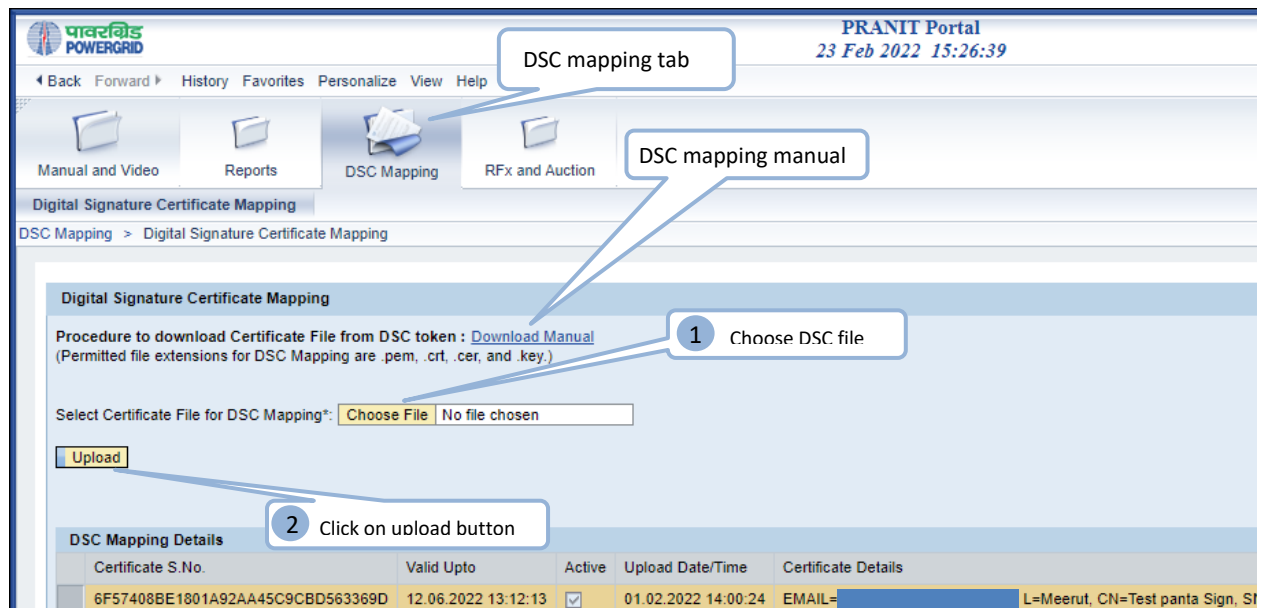 पावरग्रिड
POWERGRID
PRANIT Portal
23 Feb 2022 15:26:39
DSC mapping tab
Back Forward History Favorites Personalize View Help
DSC mapping manual
Manual and Video Reports DSC Mapping RFx and Auction
Digital Signature Certificate Mapping
DSC Mapping > Digital Signature Certificate Mapping
Digital Signature Certificate Mapping
Procedure to download Certificate File from DSC token : Download Manual
(Permitted file extensions for DSC Mapping are .pem, .crt, .cer, and .key.)
1 Choose DSC file
Select Certificate File for DSC Mapping*: Choose File No file chosen
Upload
2 Click on upload button
DSC Mapping Details
Certificate S.No. Valid Upto Active Upload Date/Time Certificate Details
6F57408BE1801A92AA45C9CBD563369D 12.06.2022 13:12:13 01.02.2022 14:00:24 EMAIL= L=Meerut, CN=Test panta Sign, SN